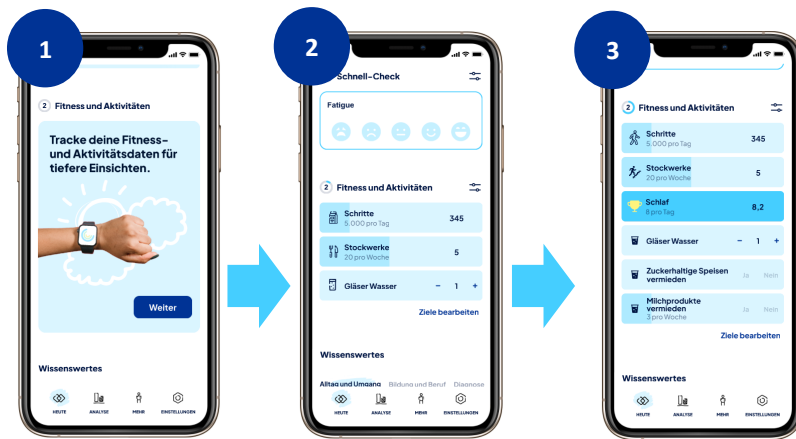 1
2 Fitness und Aktivitäten
Tracke deine Fitness-
und Aktivitätsdaten für
tiefere Einsichten.
Weiter
Wissenswertes
HEUTE ANALYSE MEHR EINSTELLUNGEN
2
Schnell-Check
Fatigue
2 Fitness und Aktivitäten
Schritte
5.000 pro Tag
345
Stockwerke
20 pro Woche
5
Gläser Wasser – 1 +
Ziele bearbeiten
Wissenswertes
Alltag und Umgang Bildung und Beruf Diagnose
HEUTE ANALYSE MEHR EINSTELLUNGEN
3
2 Fitness und Aktivitäten
Schritte
5.000 pro Tag
345
Stockwerke
20 pro Woche
5
Schlaf
8 pro Tag
8,2
Gläser Wasser – 1 +
Zuckerhaltige Speisen
vermeiden
Ja Nein
Milchprodukte
vermeiden
3 pro Woche
Ja Nein
Ziele bearbeiten
Wissenswertes
HEUTE ANALYSE MEHR EINSTELLUNGEN